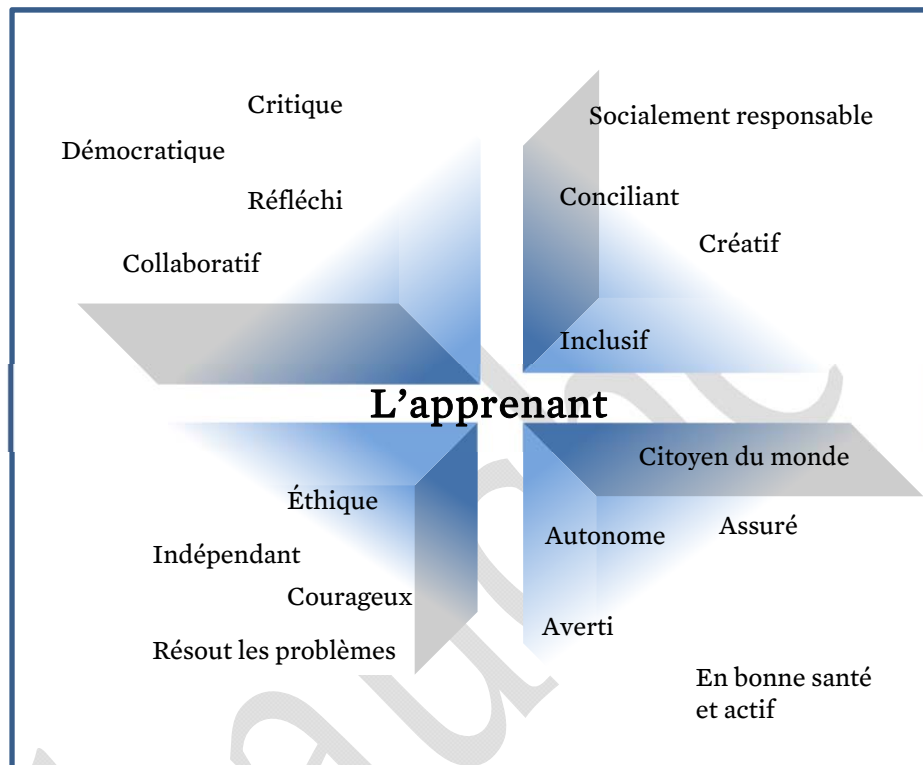 Critique
Démocratique
Réfléchi
Collaboratif
Socialement responsable
Conciliant
Créatif
Inclusif
L’apprenant
Éthique
Indépendant
Courageux
Résout les problèmes
Citoyen du monde
Assuré
Autonome
Averti
En bonne santé
et actif